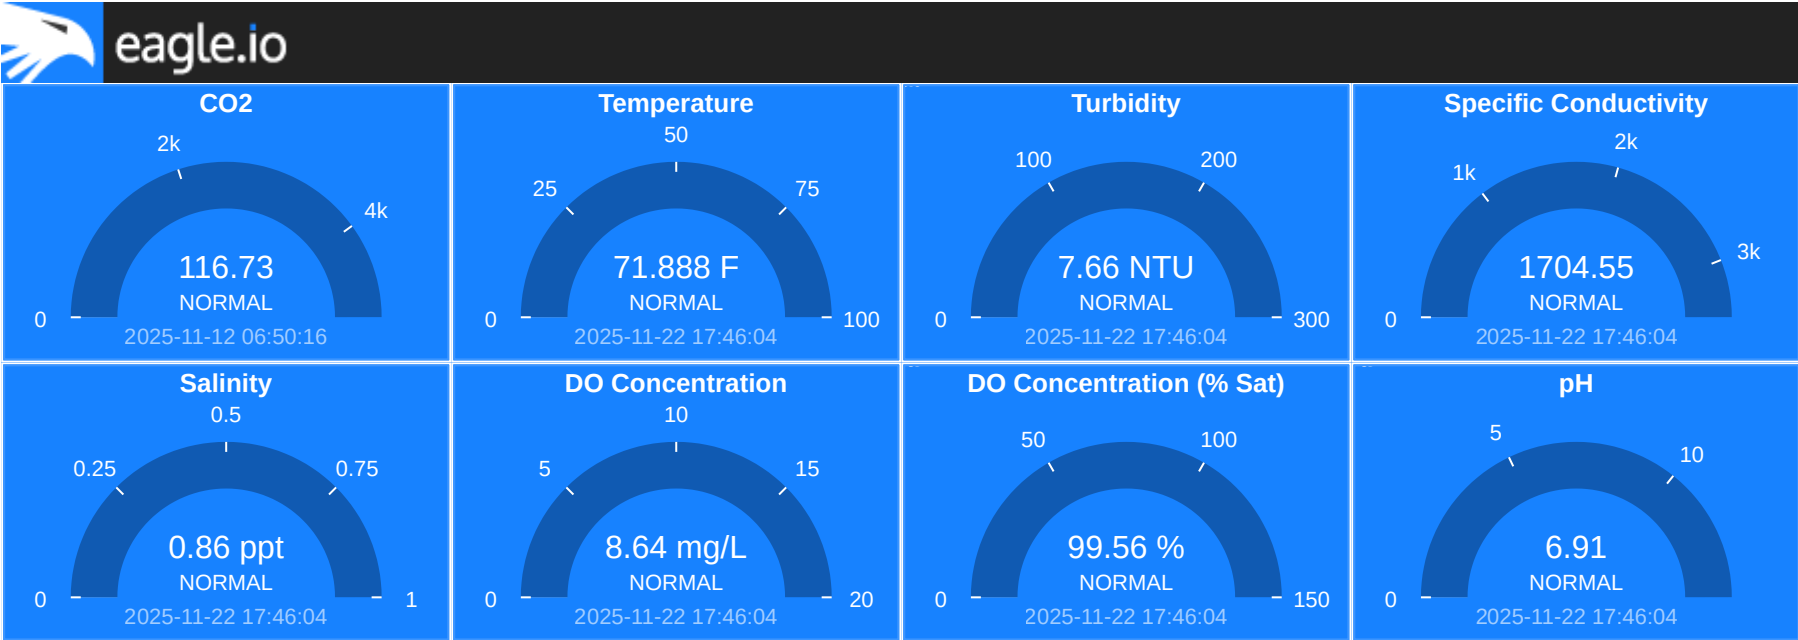 eagle.io
CO2
2k
4k
0
116.73
NORMAL
2025-11-12 06:50:16
Temperature
50
25
75
0
100
71.888 F
NORMAL
2025-11-22 17:46:04
Turbidity
100
200
0
300
7.66 NTU
NORMAL
2025-11-22 17:46:04
Specific Conductivity
2k
1k
3k
0
1704.55
NORMAL
2025-11-22 17:46:04
Salinity
0.5
0.25
0.75
0
1
0.86 ppt
NORMAL
2025-11-22 17:46:04
DO Concentration
10
5
15
0
20
8.64 mg/L
NORMAL
2025-11-22 17:46:04
DO Concentration (% Sat)
50
100
0
150
99.56 %
NORMAL
2025-11-22 17:46:04
pH
5
10
0
6.91
NORMAL
2025-11-22 17:46:04